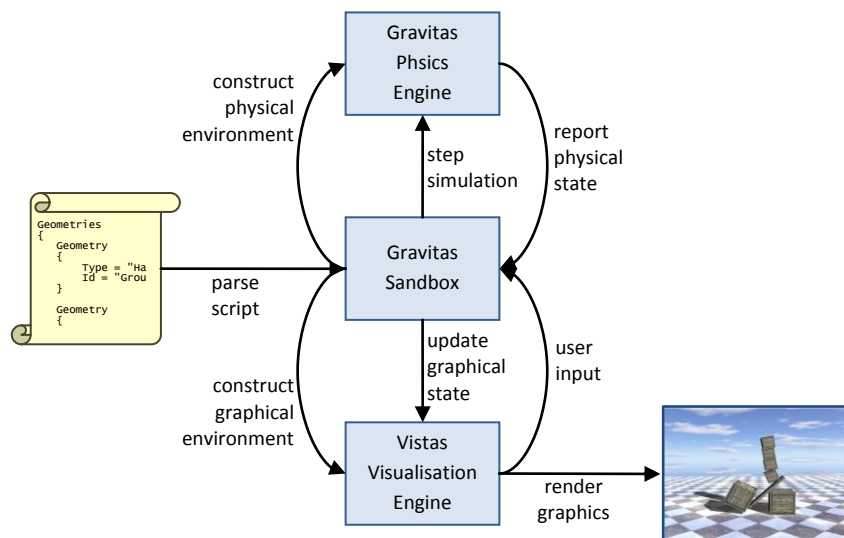 Gravitas
Phsics
Engine
construct
physical
environment
report
physical
state
step
simulation
Geometries
{
Geometry
{
Type = "Ha
Id = "Grou
}
Geometry
{
parse
script
Gravitas
Sandbox
update
graphical
state
user
input
construct
graphical
environment
Vistas
Visualisation
Engine
render
graphics